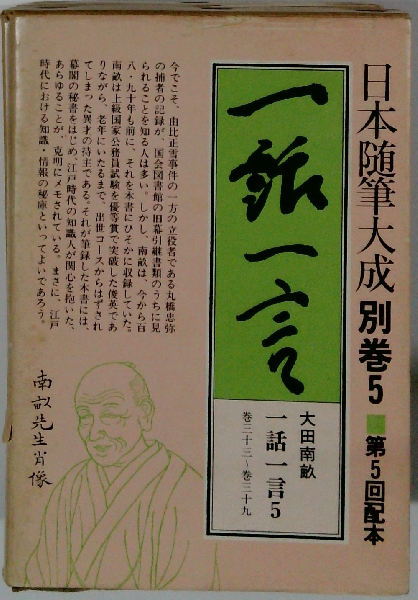 日本随筆大成 別巻5 第5回配本
一話一言
大田南畝
一話一言5
巻三十三〜巻三十九
今でこそ、由比正雪事件の一方の立役者である丸橋忠弥
の捕者の記録が、国会図書館の旧幕引継書類のうちに見
られることを知る人は多い。しかし、南畝は、今から百
八・九十年も前に、それを本書にひそかに収録していた。
南畝は上級国家公務員試験を優等賞で突破した俊英であ
りながら、老年にいたるまで、出世コースからはずされ
てしまった異才の持主である。それが筆録した本書には、
幕閣の秘書をはじめ、江戸時代の知識人が関心を抱いた、
あらゆることが、克明にメモされている。まさに、江戸
時代における知識・情報の秘庫といってよいであろう。
南畝先生肖像